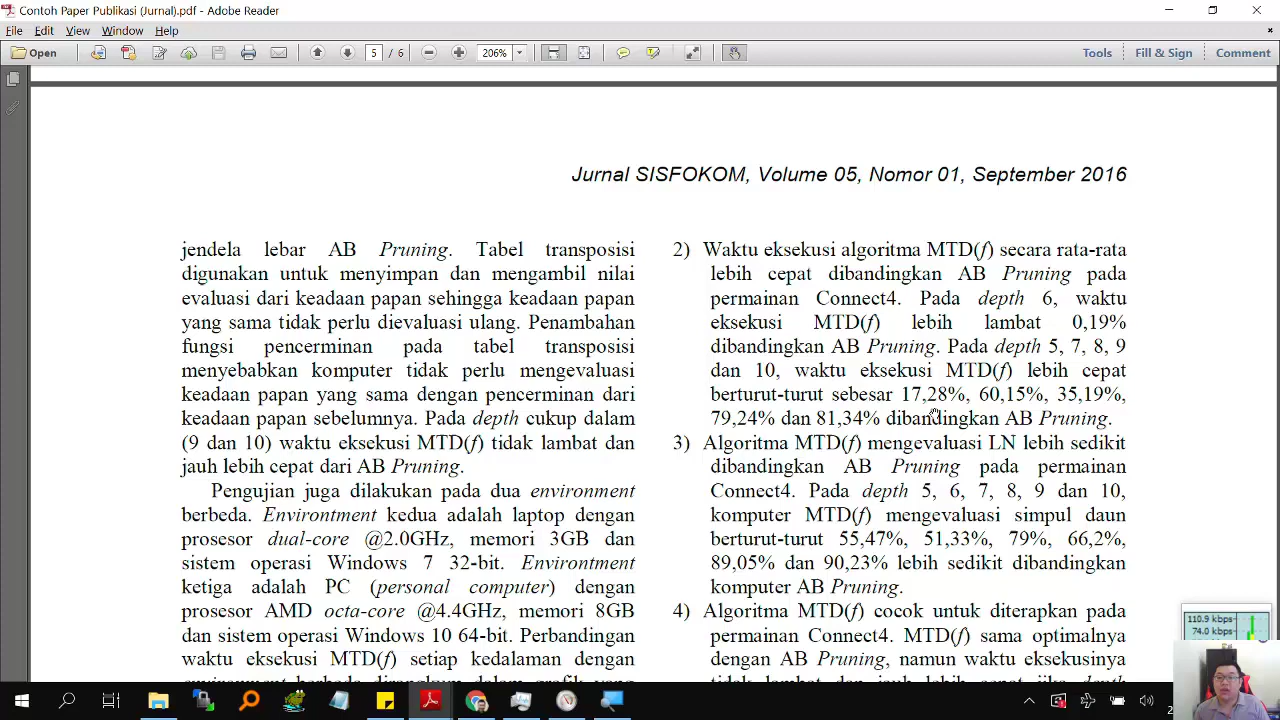 Contoh Paper Publikasi (Jurnal).pdf - Adobe Reader
File Edit View Window Help
Open 5 / 6 206% Tools Fill & Sign Comment
Jurnal SISFOKOM, Volume 05, Nomor 01, September 2016
jendela lebar AB Pruning. Tabel transposisi
digunakan untuk menyimpan dan mengambil nilai
evaluasi dari keadaan papan sehingga keadaan papan
yang sama tidak perlu dievaluasi ulang. Penambahan
fungsi pencerminan pada tabel transposisi
menyebabkan komputer tidak perlu mengevaluasi
keadaan papan yang sama dengan pencerminan dari
keadaan papan sebelumnya. Pada depth cukup dalam
(9 dan 10) waktu eksekusi MTD(f) tidak lambat dan
jauh lebih cepat dari AB Pruning.
Pengujian juga dilakukan pada dua environment
berbeda. Environtment kedua adalah laptop dengan
prosesor dual-core @2.0GHz, memori 3GB dan
sistem operasi Windows 7 32-bit. Environtment
ketiga adalah PC (personal computer) dengan
prosesor AMD octa-core @4.4GHz, memori 8GB
dan sistem operasi Windows 10 64-bit. Perbandingan
waktu eksekusi MTD(f) setiap kedalaman dengan
2) Waktu eksekusi algoritma MTD(f) secara rata-rata
lebih cepat dibandingkan AB Pruning pada
permainan Connect4. Pada depth 6, waktu
eksekusi MTD(f) lebih lambat 0,19%
dibandingkan AB Pruning. Pada depth 5, 7, 8, 9
dan 10, waktu eksekusi MTD(f) lebih cepat
berturut-turut sebesar 17,28%, 60,15%, 35,19%,
79,24% dan 81,34% dibandingkan AB Pruning.
3) Algoritma MTD(f) mengevaluasi LN lebih sedikit
dibandingkan AB Pruning pada permainan
Connect4. Pada depth 5, 6, 7, 8, 9 dan 10,
komputer MTD(f) mengevaluasi simpul daun
berturut-turut 55,47%, 51,33%, 79%, 66,2%,
89,05% dan 90,23% lebih sedikit dibandingkan
komputer AB Pruning.
4) Algoritma MTD(f) cocok untuk diterapkan pada
permainan Connect4. MTD(f) sama optimalnya
dengan AB Pruning, namun waktu eksekusinya
110.9 kbps
74.0 kbps